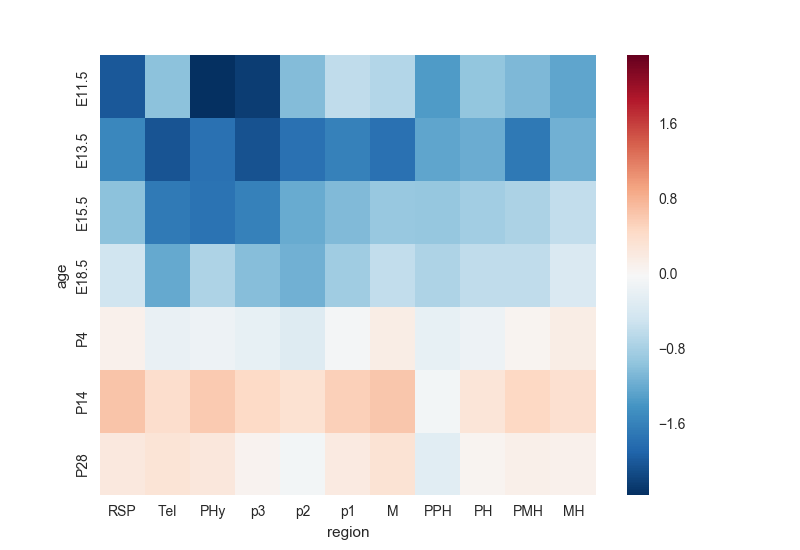 E11.5
E13.5
E15.5
E18.5
P4
P14
P28
age
RSP Tel PHy p3 p2 p1 M PPH PH PMH MH
region
1.6
0.8
0.0
−0.8
−1.6